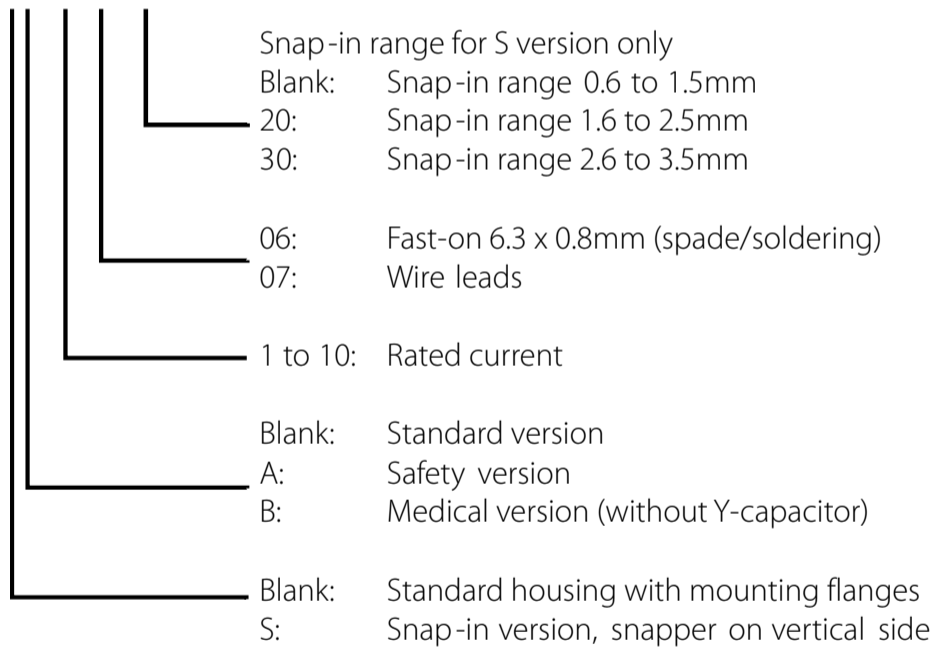 Snap-in range for S version only
Blank: Snap-in range 0.6 to 1.5mm
20: Snap-in range 1.6 to 2.5mm
30: Snap-in range 2.6 to 3.5mm
06: Fast-on 6.3 x 0.8mm (spade/soldering)
07: Wire leads
1 to 10: Rated current
Blank: Standard version
A: Safety version
B: Medical version (without Y-capacitor)
Blank: Standard housing with mounting flanges
S: Snap-in version, snapper on vertical side